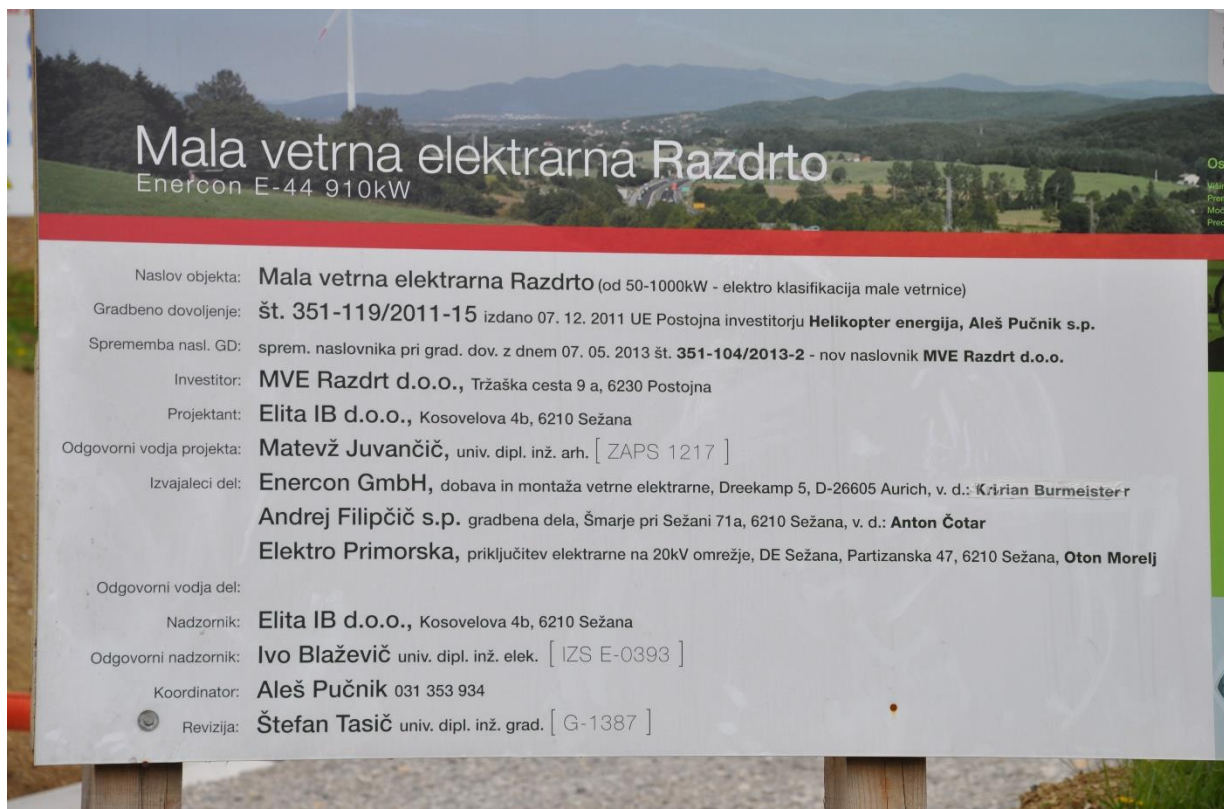 Mala vetrna elektrarna Razdrto
Enercon E-44 910kW
Naslov objekta: Mala vetrna elektrarna Razdrto (od 50-1000kW - elektro klasifikacija male vetrnice)
Gradbeno dovoljenje: št. 351-119/2011-15 izdano 07. 12. 2011 UE Postojna investitorju Helikopter energija, Aleš Pučnik s.p.
Sprememba nasl. GD: sprem. naslovnika pri grad. dov. z dnem 07. 05. 2013 št. 351-104/2013-2 - nov naslovnik MVE Razdrt d.o.o.
Investitor: MVE Razdrt d.o.o., Tržaška cesta 9 a, 6230 Postojna
Projektant: Elita IB d.o.o., Kosovelova 4b, 6210 Sežana
Odgovorni vodja projekta: Matevž Juvančič, univ. dipl. inž. arh. [ ZAPS 1217 ]
Izvajaleci del: Enercon GmbH, dobava in montaža vetrne elektrarne, Dreekamp 5, D-26605 Aurich, v. d.: Burmeister
Andrej Filipčič s.p. gradbena dela, Šmarje pri Sežani 71a, 6210 Sežana, v. d.: Anton Čotar
Elektro Primorska, priključitev elektrarne na 20kV omrežje, DE Sežana, Partizanska 47, 6210 Sežana, Oton Morelj
Odgovorni vodja del:
Nadzornik: Elita IB d.o.o., Kosovelova 4b, 6210 Sežana
Odgovorni nadzornik: Ivo Blaževič univ. dipl. inž. elek. [ IZS E-0393 ]
Koordinator: Aleš Pučnik 031 353 934
Revizija: Štefan Tasič univ. dipl. inž. grad. [ G-1387 ]